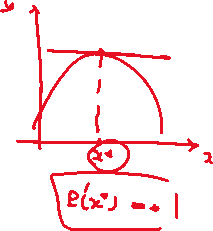 y
x
x*
P'(x*) = + 1